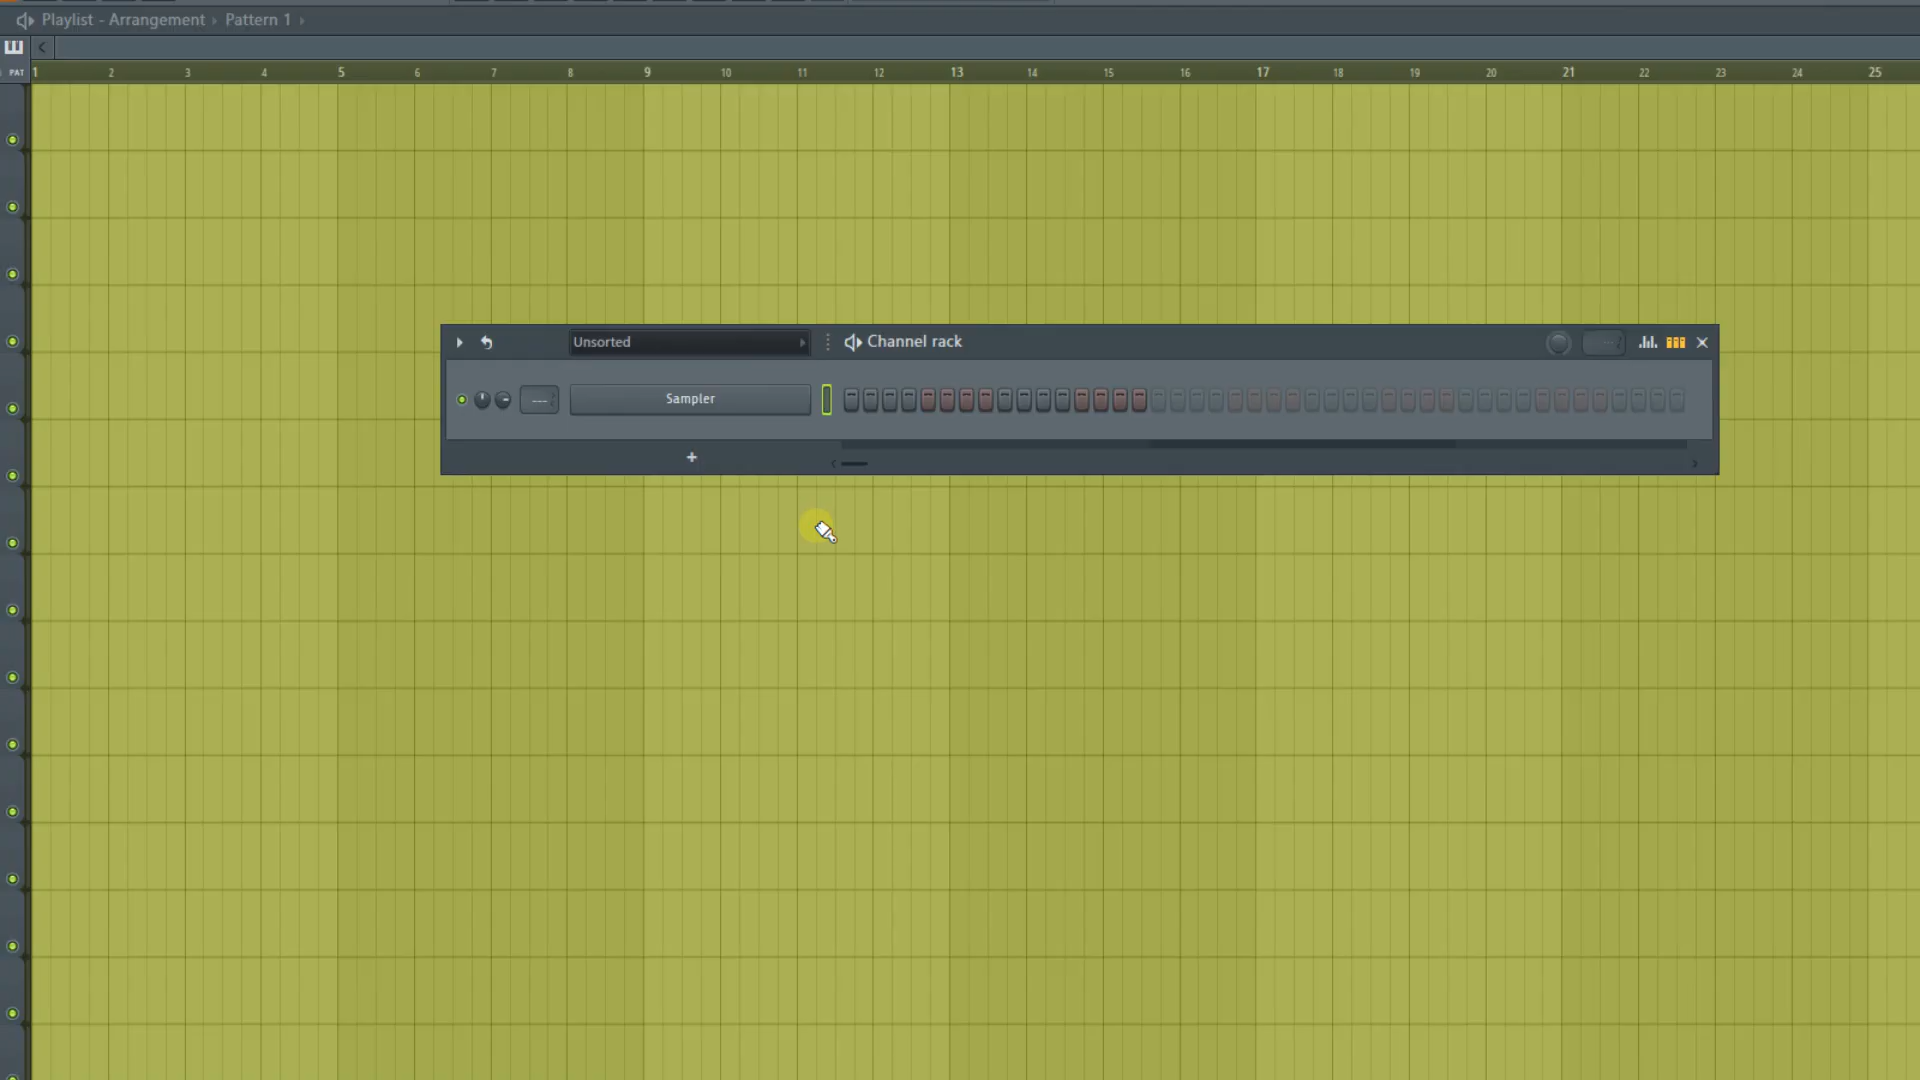 Playlist - Arrangement › Pattern 1 ›
PAT 1 2 3 4 5 6 7 8 9 10 11 12 13 14 15 16 17 18 19 20 21 22 23 24 25
Unsorted
Channel rack
Sampler